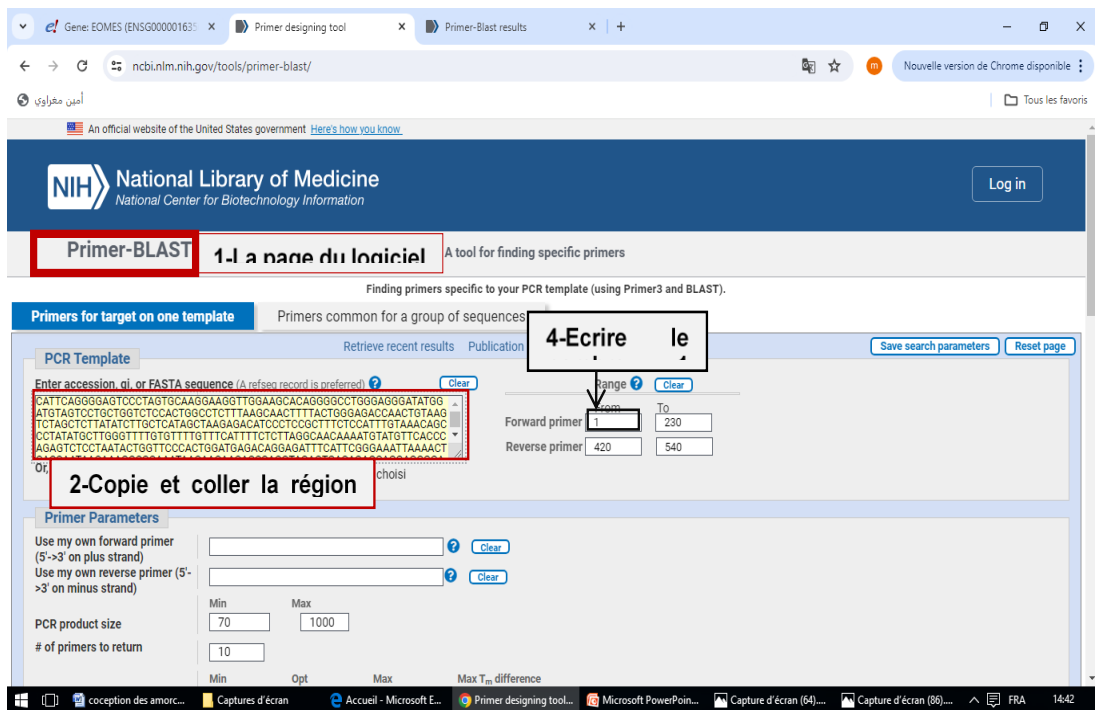 Gene: EOMES (ENSG000001635
Primer designing tool
Primer-Blast results
ncbi.nlm.nih.gov/tools/primer-blast/
m
Nouvelle version de Chrome disponible
أمين مغراوي
Tous les favoris
An official website of the United States government Here's how you know
Log in
NIH
National Library of Medicine
National Center for Biotechnology Information
Primer-BLAST
1-La page du logiciel
A tool for finding specific primers
Finding primers specific to your PCR template (using Primer3 and BLAST).
Primers for target on one template
Primers common for a group of sequences
4-Ecrire le
Retrieve recent results Publication
Save search parameters
Reset page
PCR Template
Enter accession, gi, or FASTA sequence (A refseq record is preferred) ? Clear
Range ? Clear
CATTCAGGGGAGTCCCTAGTGCAAGGAAGGTTGGAAGCACAGGGGCCTGGGAGGGATATGG
ATGTAGTCCTGCTGGTCTCCACTGGCCTCTTTAAGCAACTTTTACTGGGAGACCAACTGTAAG
TCTAGCTCTTATATCTTGCTCATAGCTAAGAGACATCCCTCCGCTTTCTCCATTTGTAAACAGC
CCTATATGCTTGGGTTTTGTGTTTTGTTTCATTTTCTCTTAGGCAACAAAATGTATGTTCACCC
AGAGTCTCCTAATACTGGTTCCCACTGGATGAGACAGGAGATTTCATTCGGGAAATTAAAACT
From To
Forward primer 1 230
Reverse primer 420 540
Or,
choisi
2-Copie et coller la région
Primer Parameters
Use my own forward primer
(5'->3' on plus strand)
? Clear
Use my own reverse primer (5'-
>3' on minus strand)
? Clear
Min Max
PCR product size 70 1000
# of primers to return 10
Min Opt Max Max Tm difference
coception des amorc...
Captures d'écran
Accueil - Microsoft E...
Primer designing tool...
Microsoft PowerPoin...
Capture d'écran (64)....
Capture d'écran (86)....
FRA
14:42